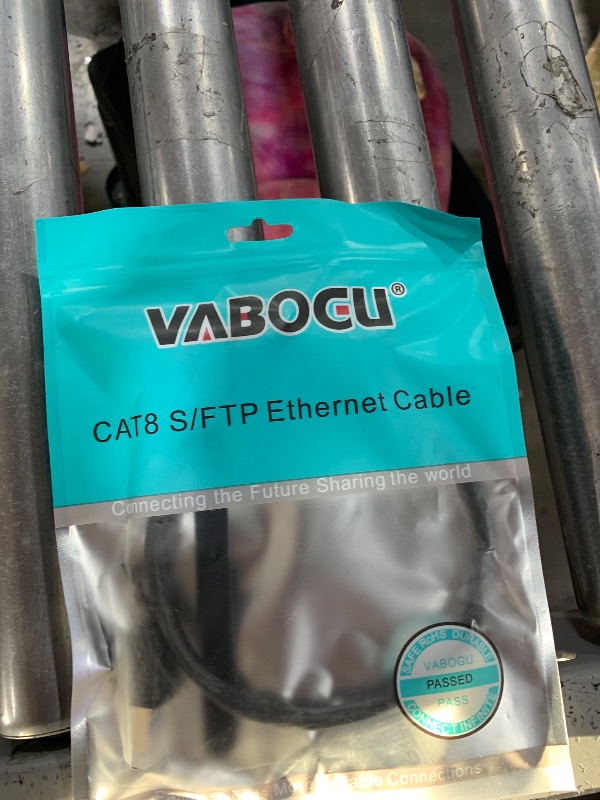 VABOGU®
CAT8 S/FTP Ethernet Cable
Connecting the Future Sharing the world
SAFE RoHS DURABLE
VABOGU
PASSED
PASS
CONNECT INFINITE
Connections